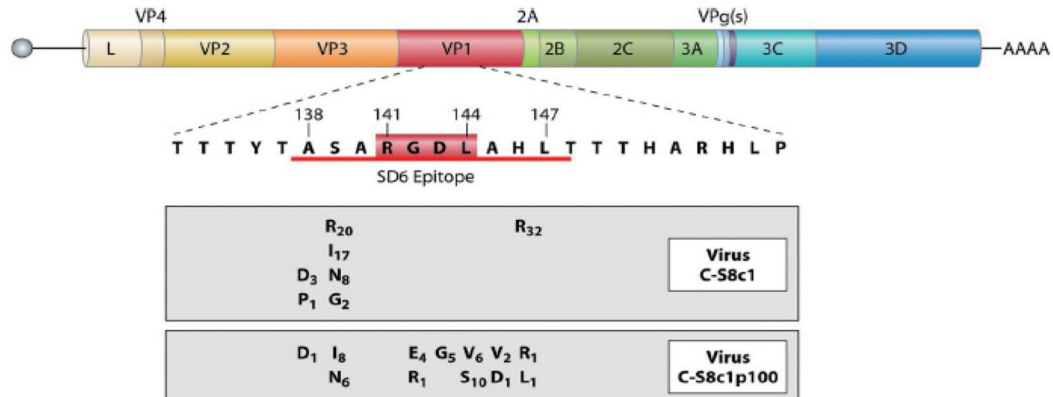 VP4 2A VPg(s)
L VP2 VP3 VP1 2B 2C 3A 3C 3D AAAA
138 141 144 147
T T T Y T A S A R G D L A H L T T T H A R H L P
SD6 Epitope
R₂₀ R₃₂
I₁₇
D₃ N₈
P₁ G₂
Virus
C-S8c1
D₁ I₈ E₄ G₅ V₆ V₂ R₁
N₆ R₁ S₁₀ D₁ L₁
Virus
C-S8c1p100